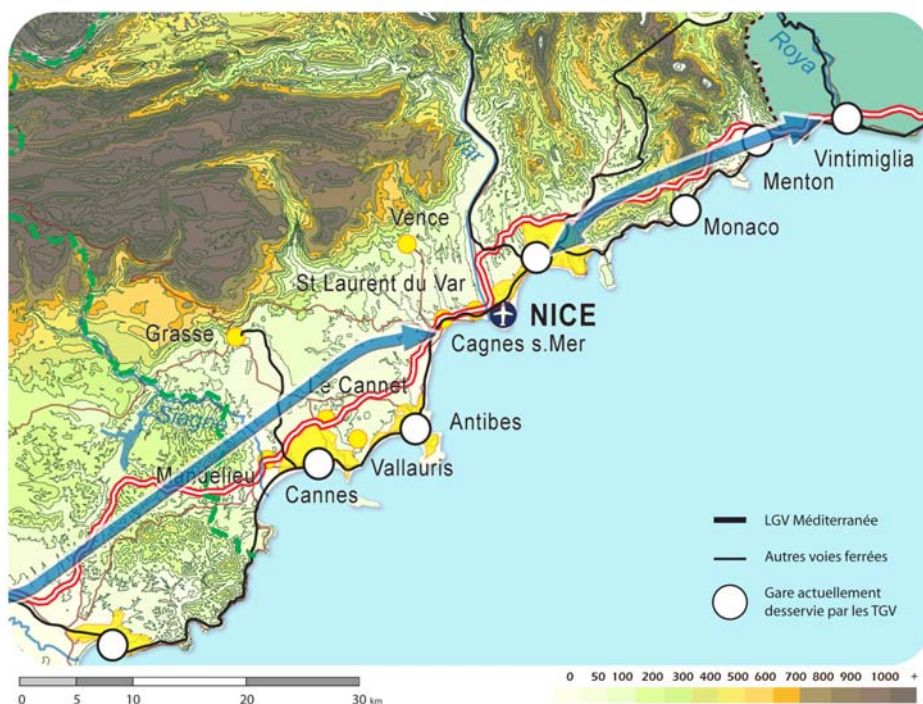 Roya
Var
Vintimiglia
Menton
Monaco
Vence
St Laurent du Var
NICE
Grasse
Cagnes s.Mer
Le Cannet
Siagne
Antibes
Mandelieu
Vallauris
Cannes
LGV Méditerranée
Autres voies ferrées
Gare actuellement
desservie par les TGV
0 5 10 20 30 km
0 50 100 200 300 400 500 600 700 800 900 1000 +